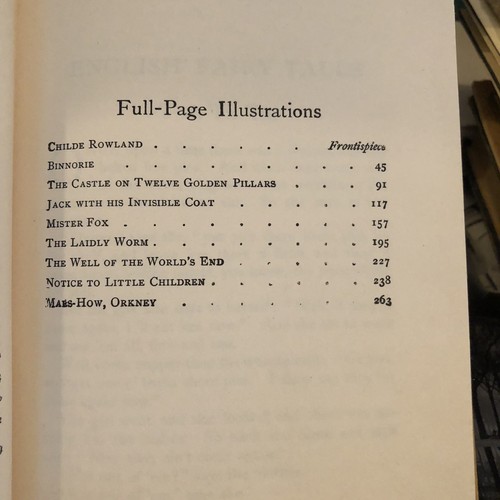 Full-Page Illustrations
Childe Rowland . . . . . . Frontispiece
Binnorie . . . . . . . . 45
The Castle on Twelve Golden Pillars . . . 91
Jack with his Invisible Coat . . . . . 117
Mister Fox . . . . . . . . 157
The Laidly Worm . . . . . . . 195
The Well of the World's End . . . . 227
Notice to Little Children . . . . . 238
Maes-How, Orkney . . . . . . 263